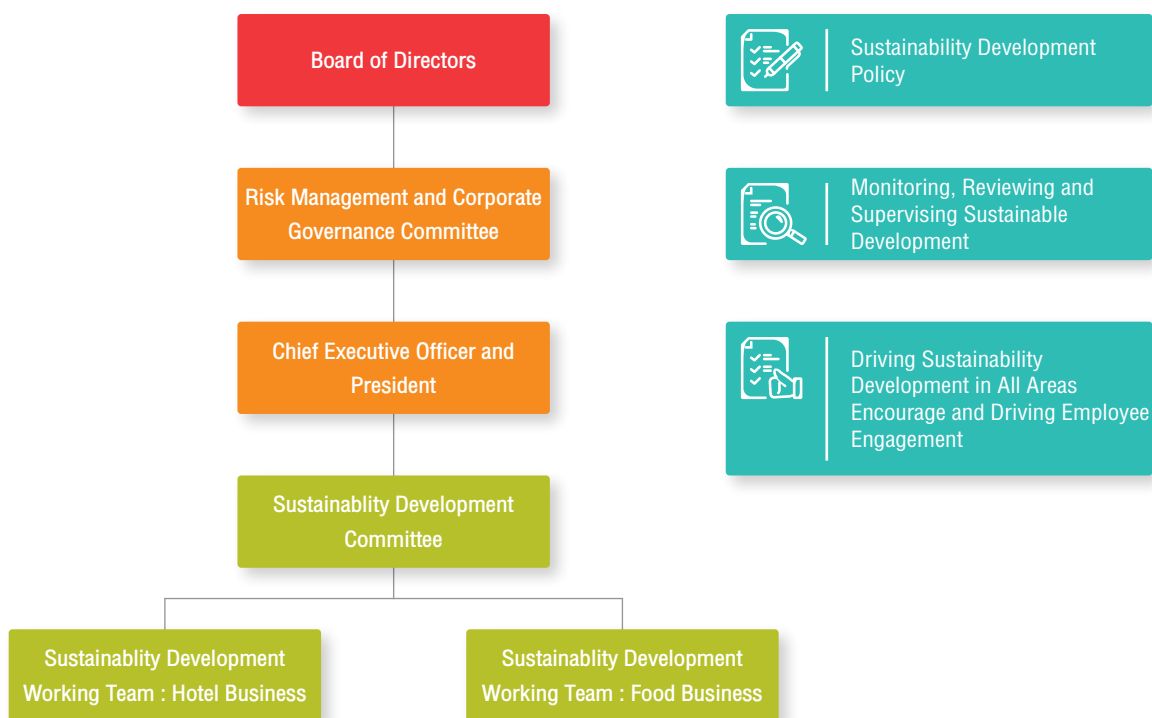 Board of Directors
Sustainability Development
Policy
Risk Management and Corporate
Governance Committee
Monitoring, Reviewing and
Supervising Sustainable
Development
Chief Executive Officer and
President
Driving Sustainability
Development in All Areas
Encourage and Driving Employee
Engagement
Sustainablity Development
Committee
Sustainablity Development
Working Team : Hotel Business
Sustainablity Development
Working Team : Food Business